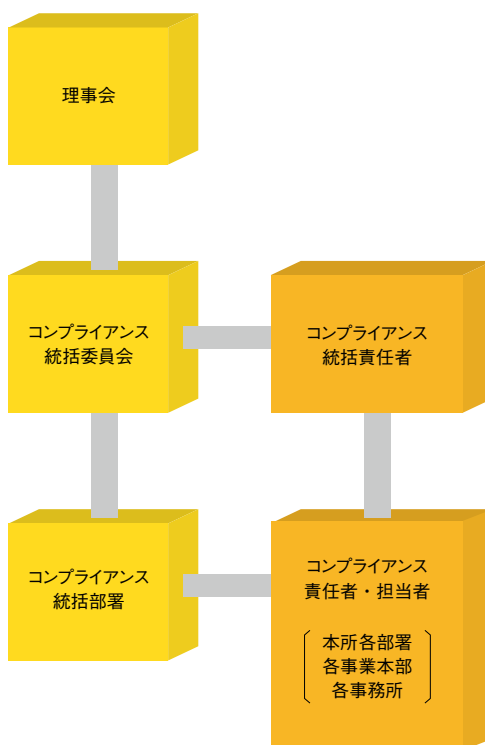 理事会
コンプライアンス
統括委員会
コンプライアンス
統括責任者
コンプライアンス
統括部署
コンプライアンス
責任者・担当者
本所各部署
各事業本部
各事務所